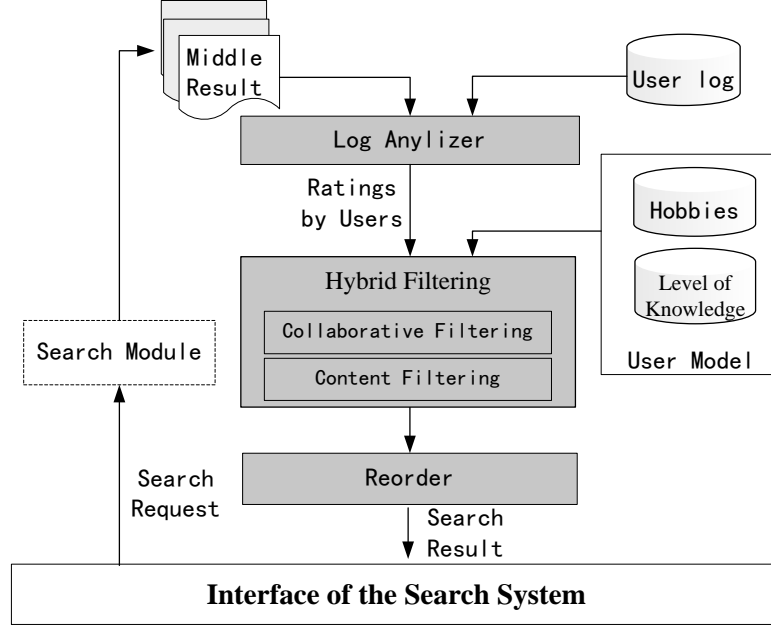 Middle
Result
User log
Log Anylizer
Ratings
by Users
Hobbies
Level of
Knowledge
User Model
Hybrid Filtering
Collaborative Filtering
Content Filtering
Search Module
Reorder
Search
Request
Search
Result
Interface of the Search System